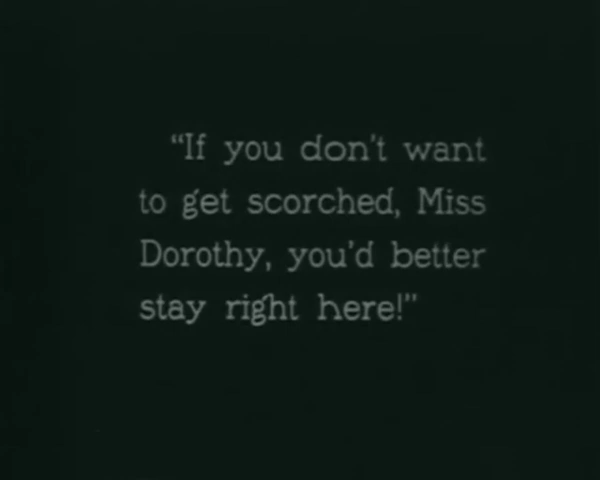 “If you don't want
to get scorched, Miss
Dorothy, you'd better
stay right here!”